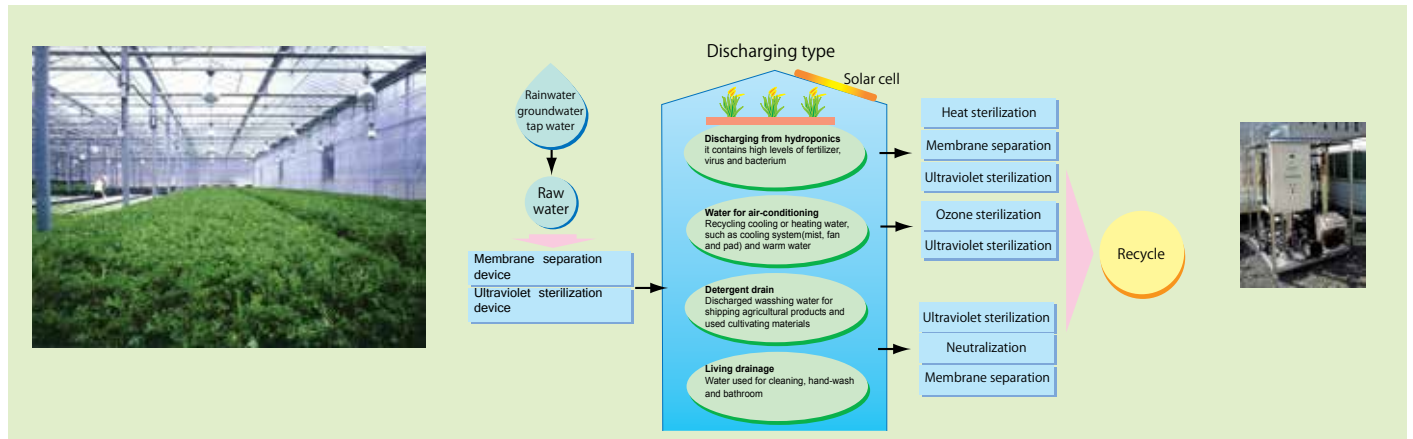 Discharging type
Solar cell
Rainwater
groundwater
tap water
Raw
water
Membrane separation
device
Ultraviolet sterilization
device
Discharging from hydroponics
it contains high levels of fertilizer,
virus and bacterium
Water for air-conditioning
Recycling cooling or heating water,
such as cooling system(mist, fan
and pad) and warm water
Detergent drain
Discharged wasshing water for
shipping agricultural products and
used cultivating materials
Living drainage
Water used for cleaning, hand-wash
and bathroom
Heat sterilization
Membrane separation
Ultraviolet sterilization
Ozone sterilization
Ultraviolet sterilization
Ultraviolet sterilization
Neutralization
Membrane separation
Recycle